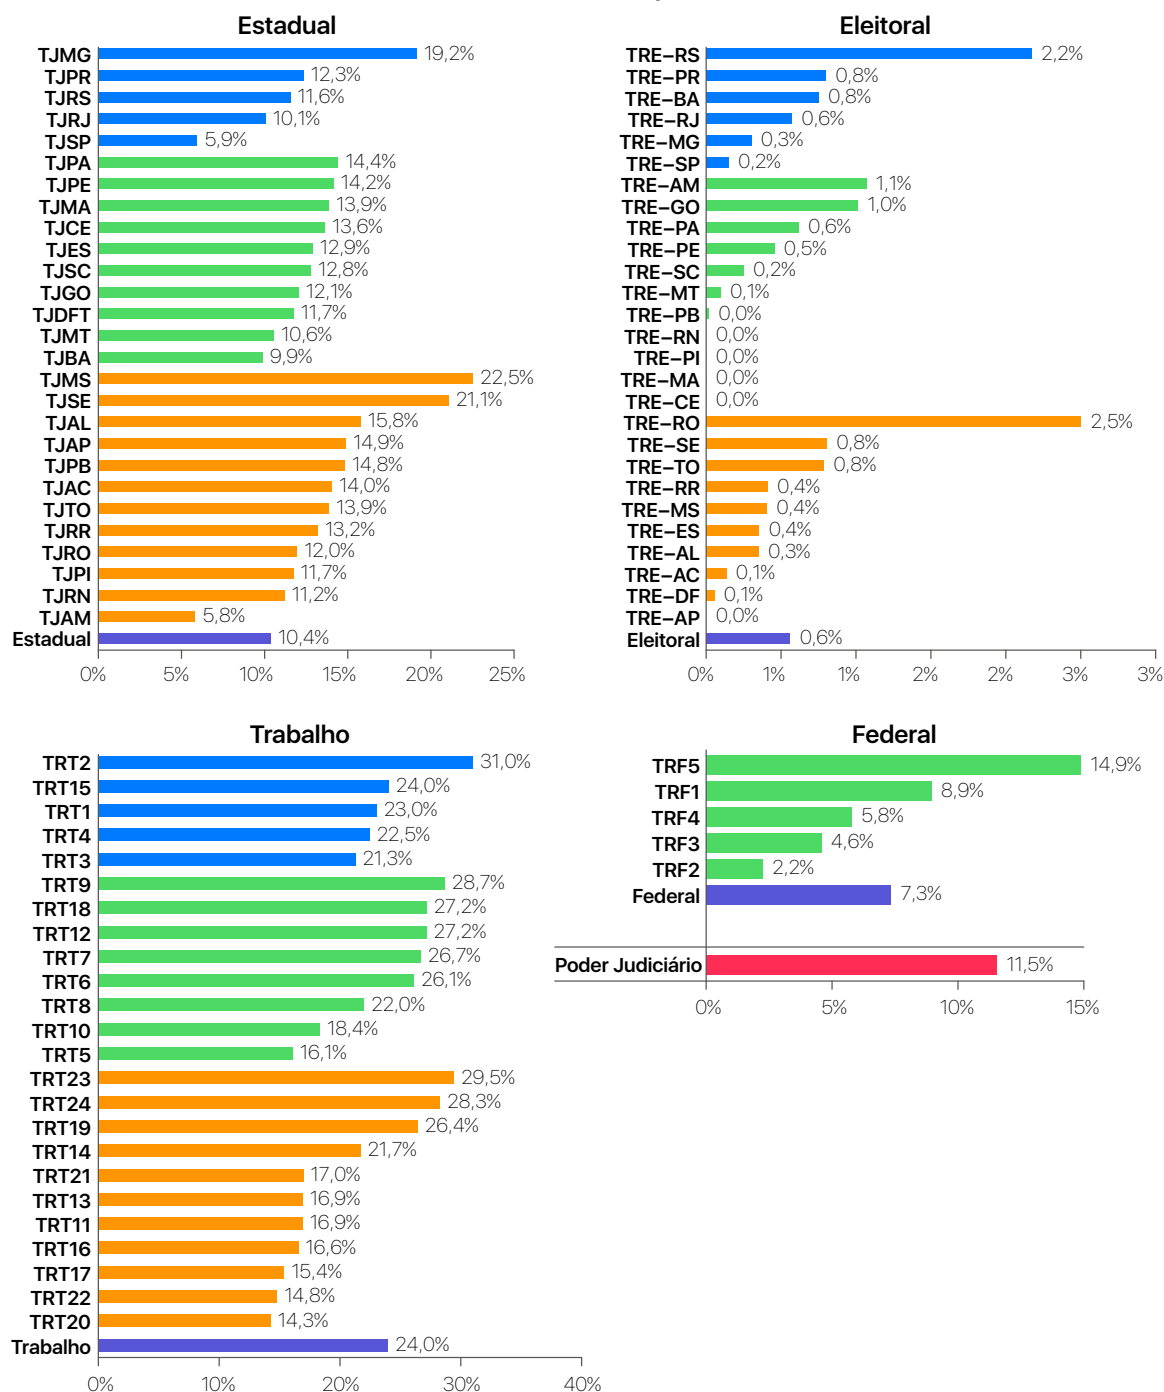 Estadual
TJMG 19,2%
TJPR 12,3%
TJRS 11,6%
TJRJ 10,1%
TJSP 5,9%
TJPA 14,4%
TJPE 14,2%
TJMA 13,9%
TJCE 13,6%
TJES 12,9%
TJSC 12,8%
TJGO 12,1%
TJDFT 11,7%
TJMT 10,6%
TJBA 9,9%
TJMS 22,5%
TJSE 21,1%
TJAL 15,8%
TJAP 14,9%
TJPB 14,8%
TJAC 14,0%
TJTO 13,9%
TJRR 13,2%
TJRO 12,0%
TJPI 11,7%
TJRN 11,2%
TJAM 5,8%
Estadual 10,4%
0% 5% 10% 15% 20% 25%
Eleitoral
TRE–RS 2,2%
TRE–PR 0,8%
TRE–BA 0,8%
TRE–RJ 0,6%
TRE–MG 0,3%
TRE–SP 0,2%
TRE–AM 1,1%
TRE–GO 1,0%
TRE–PA 0,6%
TRE–PE 0,5%
TRE–SC 0,2%
TRE–MT 0,1%
TRE–PB 0,0%
TRE–RN 0,0%
TRE–PI 0,0%
TRE–MA 0,0%
TRE–CE 0,0%
TRE–RO 2,5%
TRE–SE 0,8%
TRE–TO 0,8%
TRE–RR 0,4%
TRE–MS 0,4%
TRE–ES 0,4%
TRE–AL 0,3%
TRE–AC 0,1%
TRE–DF 0,1%
TRE–AP 0,0%
Eleitoral 0,6%
0% 1% 1% 2% 2% 3% 3%
Trabalho
TRT2 31,0%
TRT15 24,0%
TRT1 23,0%
TRT4 22,5%
TRT3 21,3%
TRT9 28,7%
TRT18 27,2%
TRT12 27,2%
TRT7 26,7%
TRT6 26,1%
TRT8 22,0%
TRT10 18,4%
TRT5 16,1%
TRT23 29,5%
TRT24 28,3%
TRT19 26,4%
TRT14 21,7%
TRT21 17,0%
TRT13 16,9%
TRT11 16,9%
TRT16 16,6%
TRT17 15,4%
TRT22 14,8%
TRT20 14,3%
Trabalho 24,0%
0% 10% 20% 30% 40%
Federal
TRF5 14,9%
TRF1 8,9%
TRF4 5,8%
TRF3 4,6%
TRF2 2,2%
Federal 7,3%
Poder Judiciário 11,5%
0% 5% 10% 15%